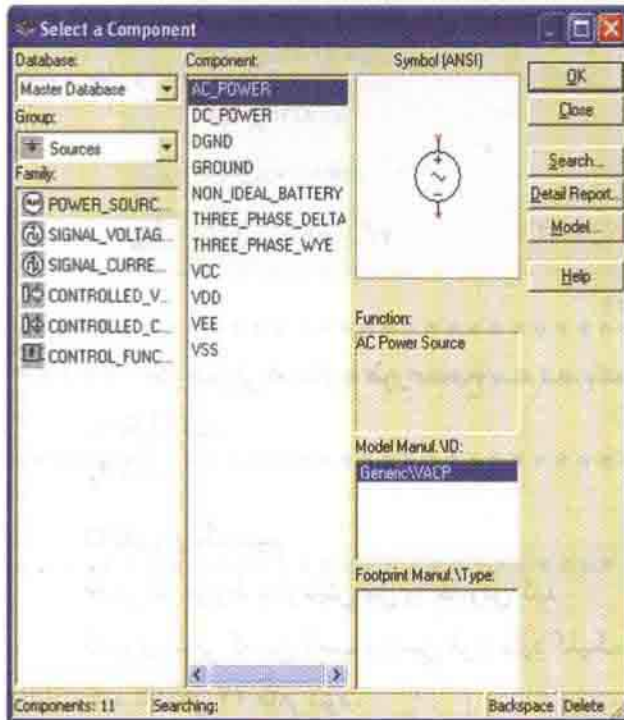 Select a Component
Database:
Master Database
Group:
Sources
Family:
POWER_SOURC...
SIGNAL_VOLTAG...
SIGNAL_CURRE...
CONTROLLED_V...
CONTROLLED_C...
CONTROL_FUNC...
Component:
AC_POWER
DC_POWER
DGND
GROUND
NON_IDEAL_BATTERY
THREE_PHASE_DELTA
THREE_PHASE_WYE
VCC
VDD
VEE
VSS
Symbol (ANSI)
Function:
AC Power Source
Model Manuf.\ID:
Generic\VACP
Footprint Manuf.\Type:
OK
Close
Search...
Detail Report...
Model...
Help
Components: 11
Searching:
Backspace
Delete